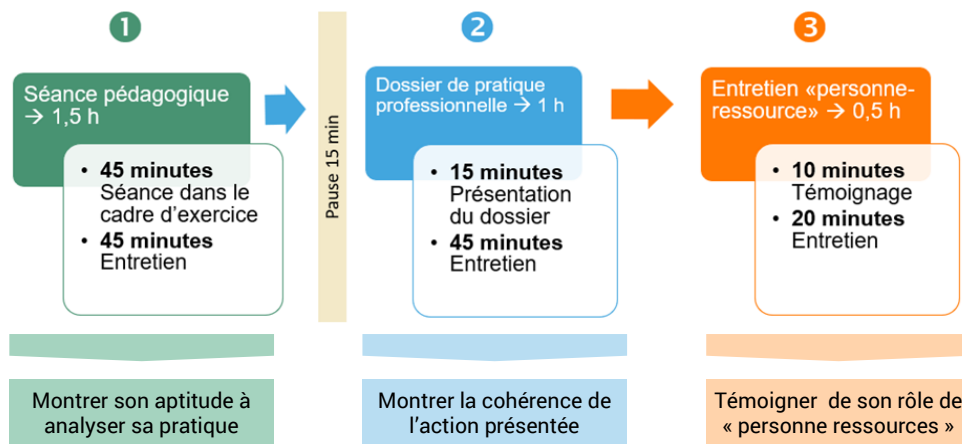 1
Séance pédagogique
→ 1,5 h
• 45 minutes
Séance dans le
cadre d’exercice
• 45 minutes
Entretien
Montrer son aptitude à
analyser sa pratique
Pause 15 min
2
Dossier de pratique
professionnelle → 1 h
• 15 minutes
Présentation
du dossier
• 45 minutes
Entretien
Montrer la cohérence de
l’action présentée
3
Entretien «personne-
ressource» → 0,5 h
• 10 minutes
Témoignage
• 20 minutes
Entretien
Témoigner de son rôle de
« personne ressources »